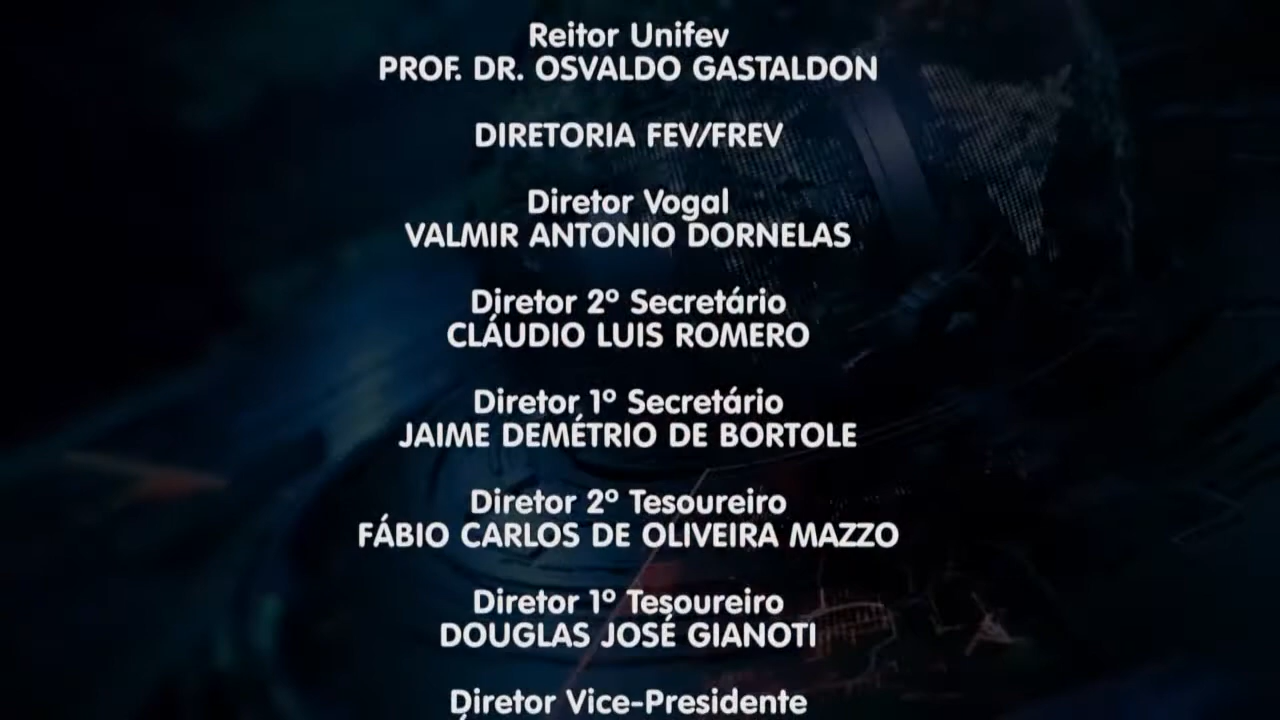 Reitor Unifev
PROF. DR. OSVALDO GASTALDON
DIRETORIA FEV/FREV
Diretor Vogal
VALMIR ANTONIO DORNELAS
Diretor 2º Secretário
CLÁUDIO LUIS ROMERO
Diretor 1º Secretário
JAIME DEMÉTRIO DE BORTOLE
Diretor 2º Tesoureiro
FÁBIO CARLOS DE OLIVEIRA MAZZO
Diretor 1º Tesoureiro
DOUGLAS JOSÉ GIANOTI
Diretor Vice-Presidente